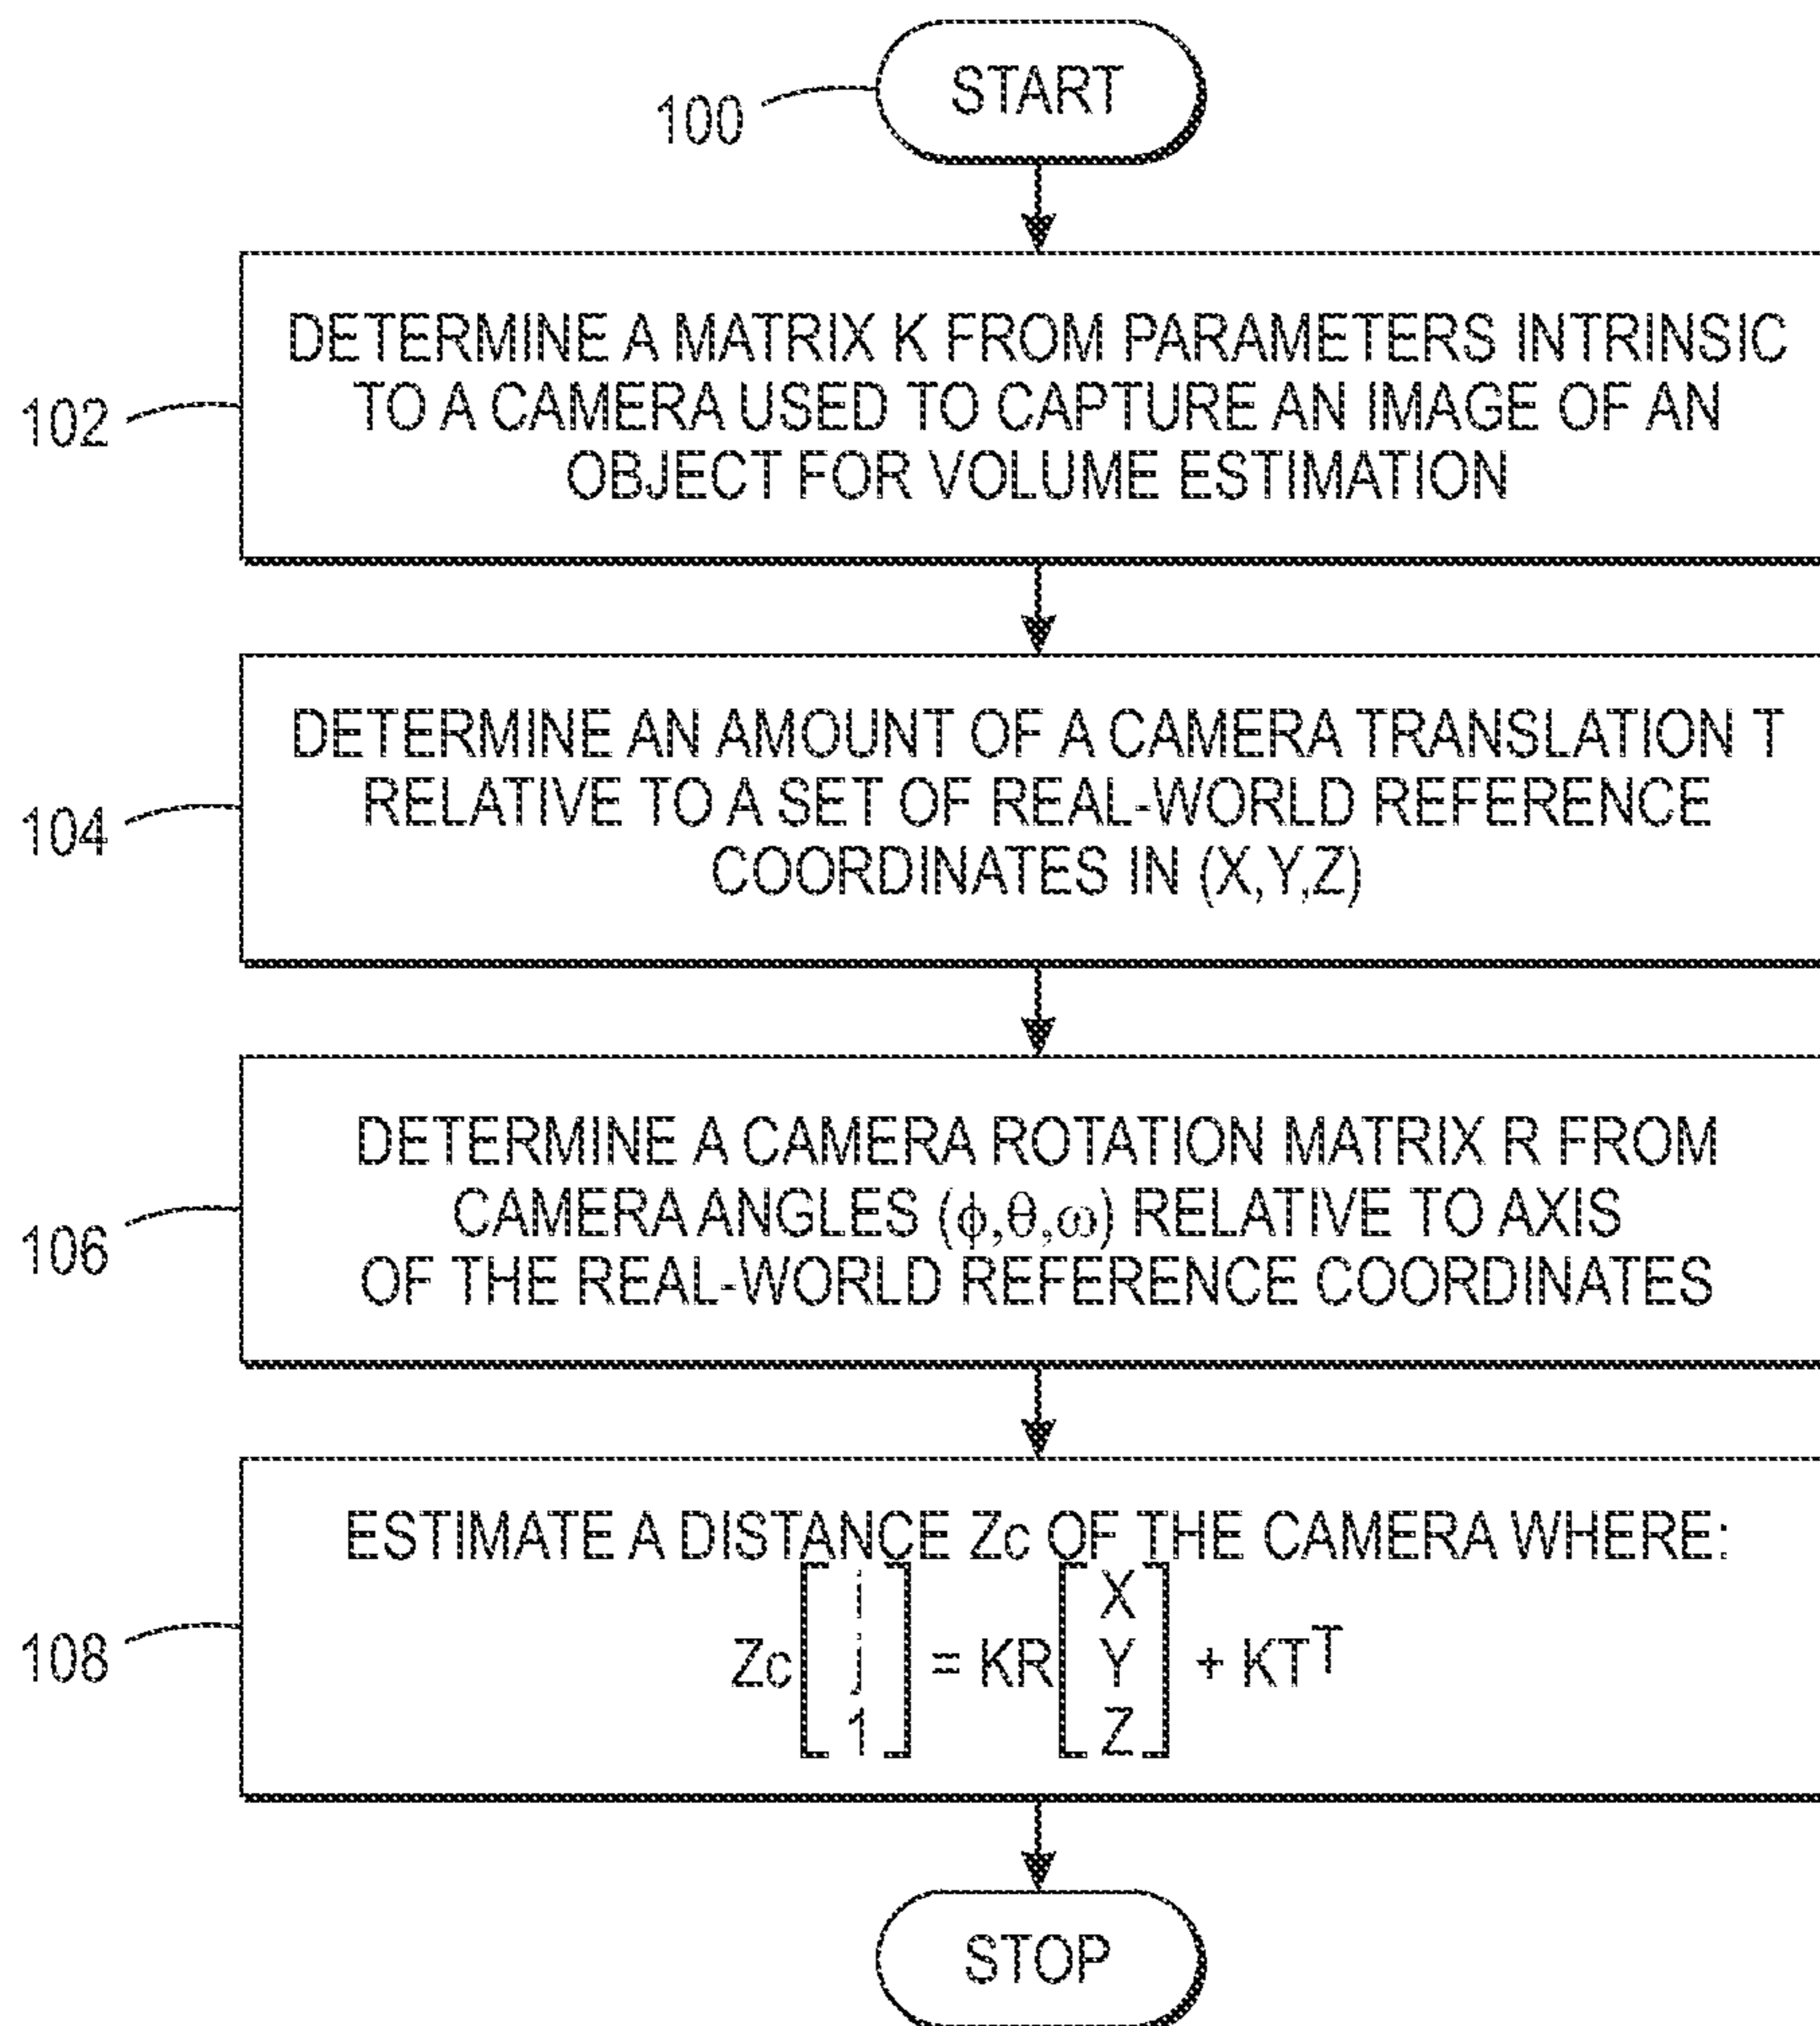 100
START
102
DETERMINE A MATRIX K FROM PARAMETERS INTRINSIC
TO A CAMERA USED TO CAPTURE AN IMAGE OF AN
OBJECT FOR VOLUME ESTIMATION
104
DETERMINE AN AMOUNT OF A CAMERA TRANSLATION T
RELATIVE TO A SET OF REAL-WORLD REFERENCE
COORDINATES IN (X,Y,Z)
106
DETERMINE A CAMERA ROTATION MATRIX R FROM
CAMERA ANGLES (ϕ,θ,ω) RELATIVE TO AXIS
OF THE REAL-WORLD REFERENCE COORDINATES
108
ESTIMATE A DISTANCE Zc OF THE CAMERA WHERE:
Zc [i j 1] = KR [X Y Z] + KT^T
STOP